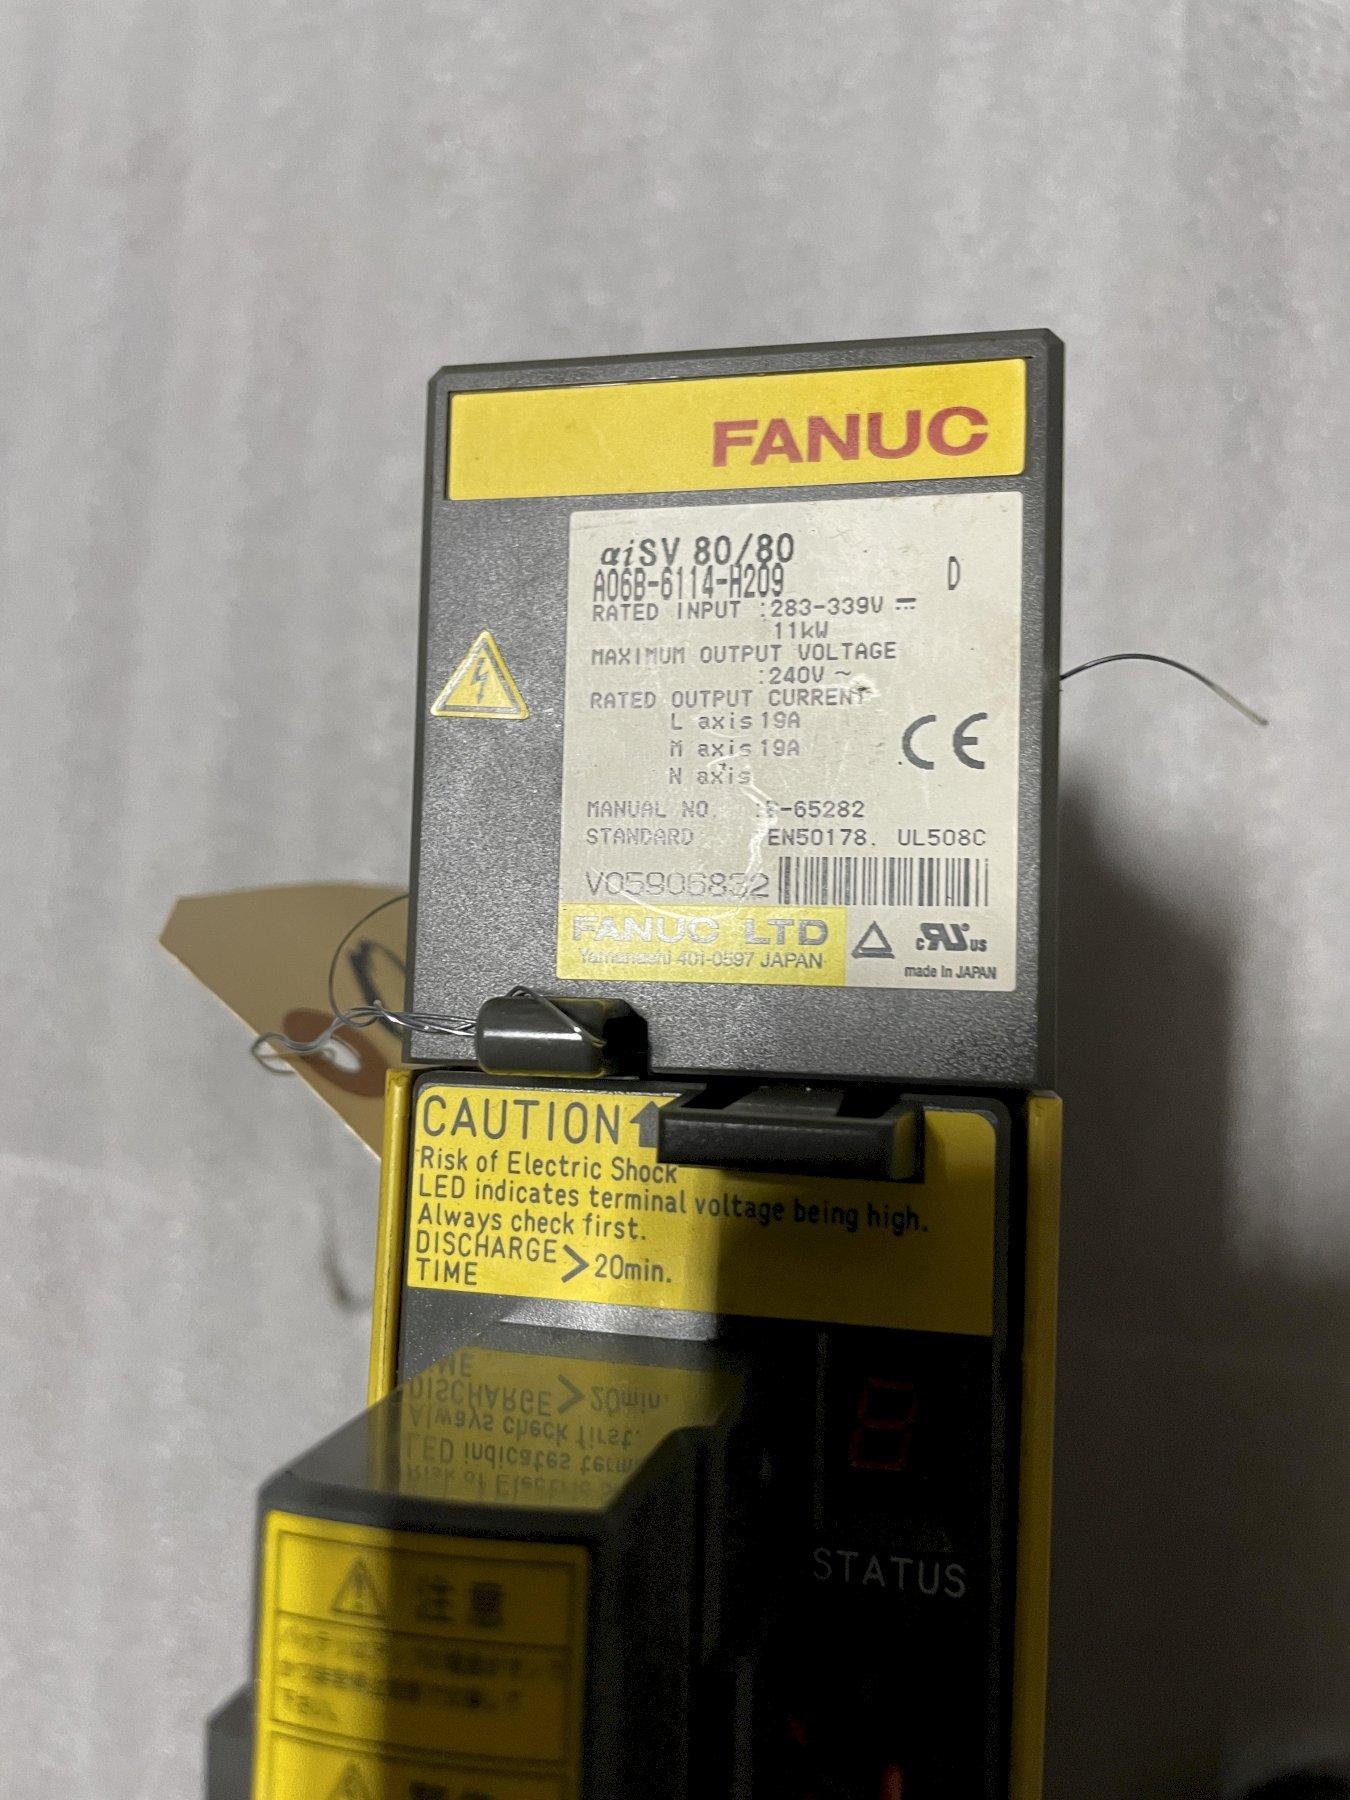 FANUC
αiSV 80/80
A06B-6114-H209
D
RATED INPUT :283-339V
11kW
MAXIMUM OUTPUT VOLTAGE
:240V ~
RATED OUTPUT CURRENT
L axis 19A
M axis 19A
N axis
MANUAL NO. -65282
STANDARD EN50178. UL508C
V05906832
FANUC LTD
Yamanashi 401-0597 JAPAN
CE
c RU us
made in JAPAN
CAUTION
Risk of Electric Shock
LED indicates terminal voltage being high.
Always check first.
DISCHARGE TIME > 20min.
STATUS
注意